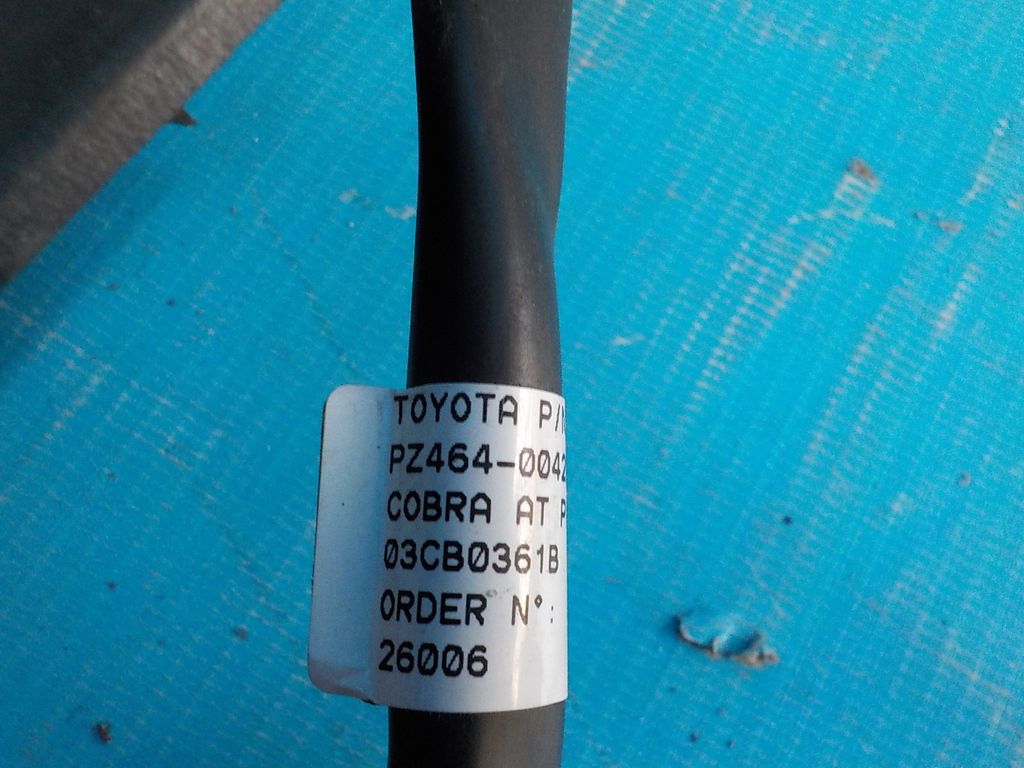 TOYOTA P/N
PZ464-0042
COBRA AT P
03CB0361B
ORDER N°:
26006